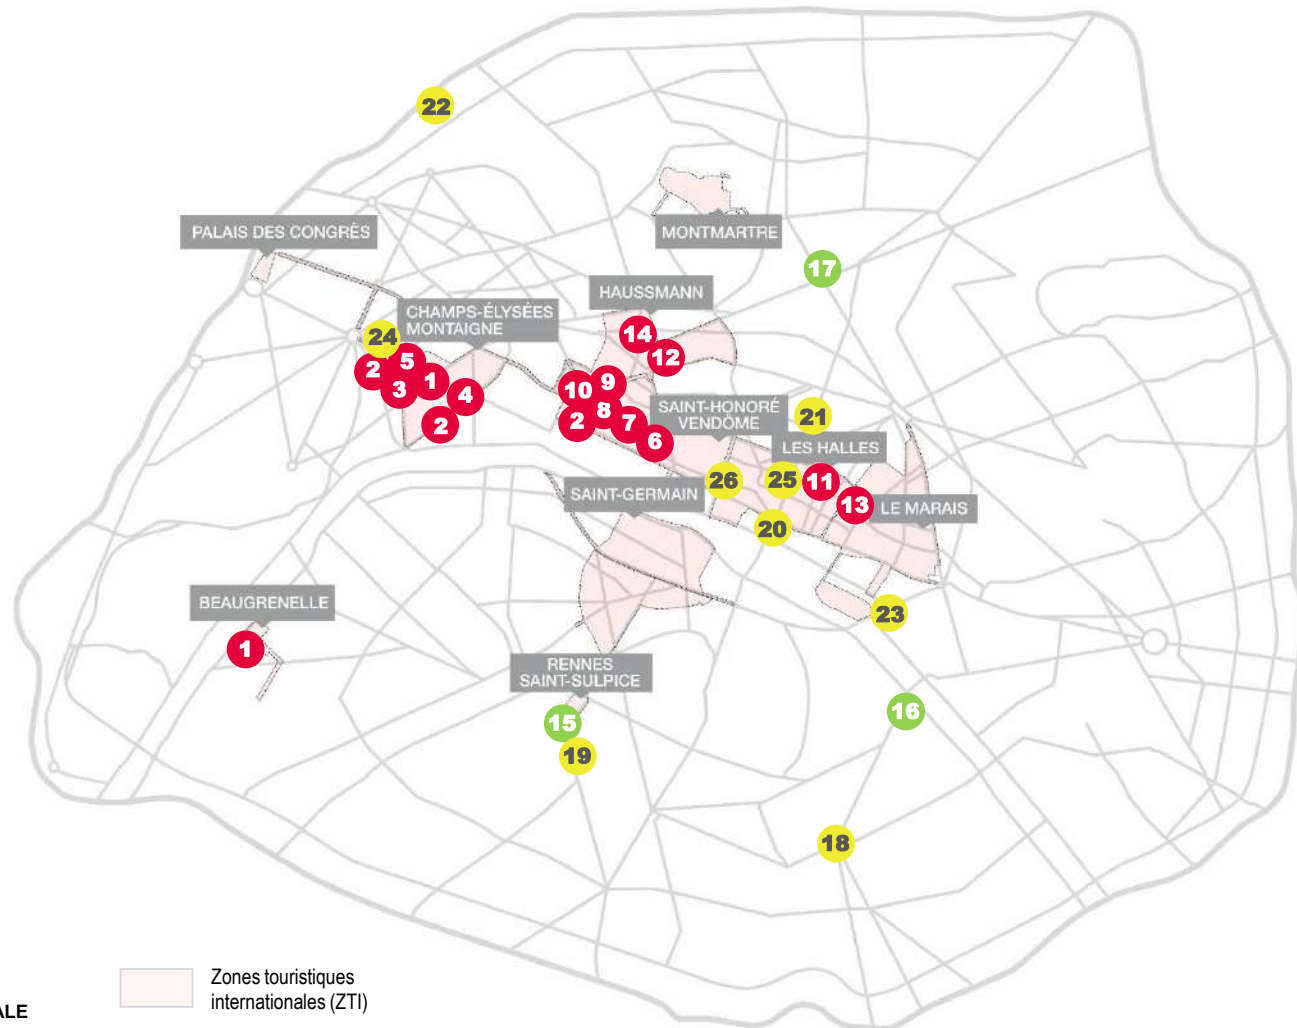 22
PALAIS DES CONGRÈS
MONTMARTRE
17
HAUSSMANN
CHAMPS-ÉLYSÉES
MONTAIGNE
24
14
12
2
5
1
3
4
2
10
9
8
2
7
6
SAINT-HONORÉ
VENDÔME
21
LES HALLES
26
25
11
SAINT-GERMAIN
13
LE MARAIS
20
BEAUGRENELLE
23
1
RENNES
SAINT-SULPICE
15
16
19
18
Zones touristiques
internationales (ZTI)
ALE